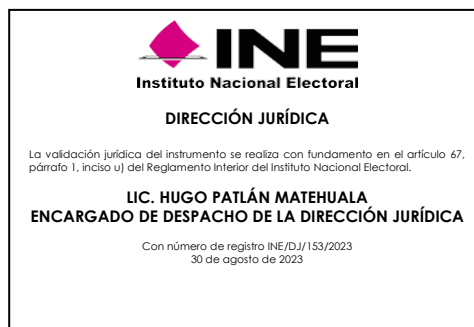 INE
Instituto Nacional Electoral
DIRECCIÓN JURÍDICA
La validación jurídica del instrumento se realiza con fundamento en el artículo 67,
párrafo 1, inciso u) del Reglamento Interior del Instituto Nacional Electoral.
LIC. HUGO PATLÁN MATEHUALA
ENCARGADO DE DESPACHO DE LA DIRECCIÓN JURÍDICA
Con número de registro INE/DJ/153/2023
30 de agosto de 2023